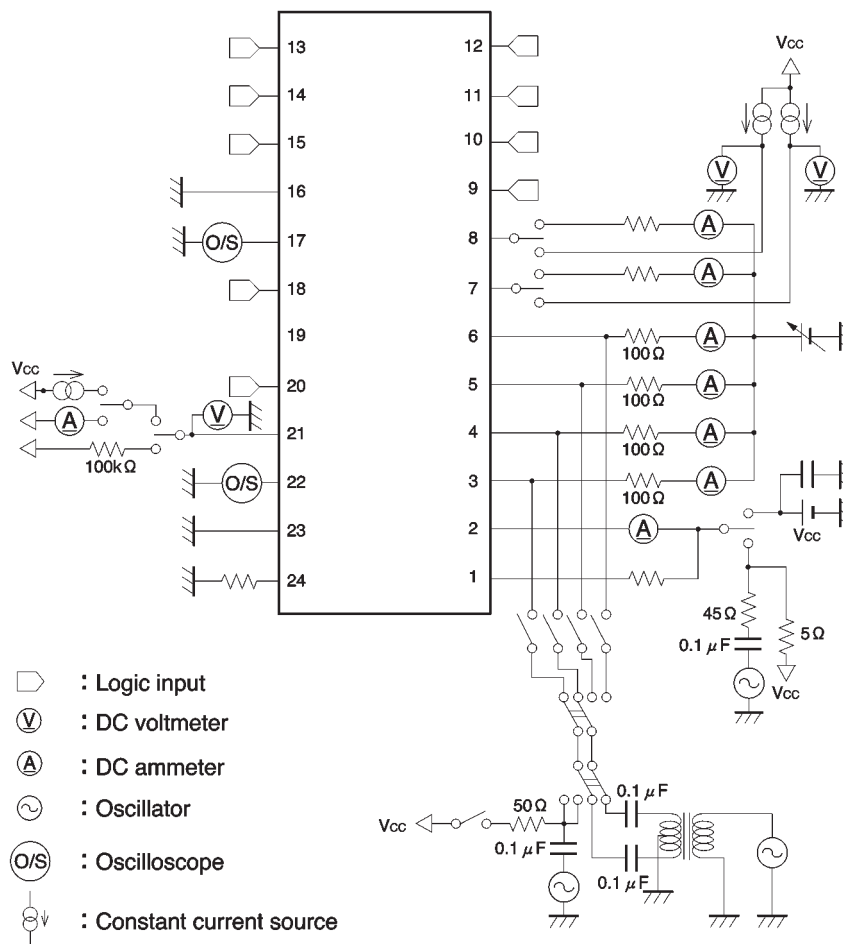 13 12
Vcc
14 11
15 10
16 9
V V
17 8
O/S
A
18 7
A
19 6
A
100Ω
Vcc
20 5
A
100Ω
V
21 4
A
A
100Ω
100kΩ
22 3
O/S
A
100Ω
23 2
A
Vcc
24 1
45Ω
5Ω
0.1 μF
Vcc
: Logic input
V : DC voltmeter
A : DC ammeter
: Oscillator
O/S : Oscilloscope
: Constant current source
0.1 μF
50Ω
Vcc
0.1 μF
0.1 μF